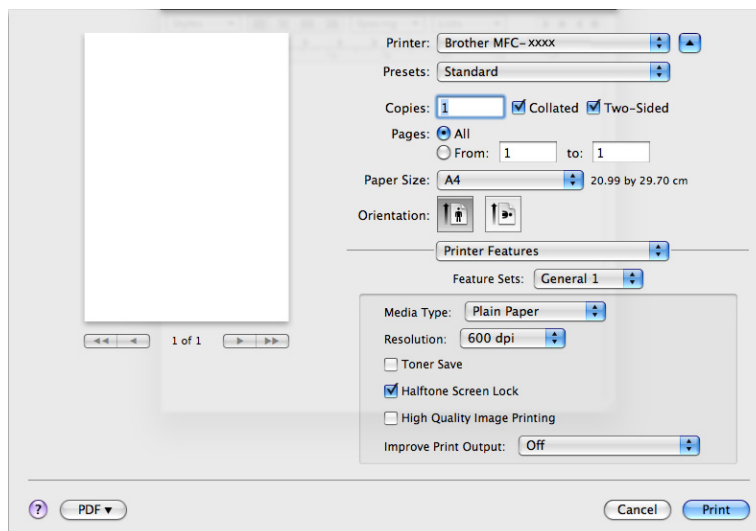 Printer: Brother MFC-xxxx
Presets: Standard
Copies: 1 Collated Two-Sided
Pages: All
From: 1 to: 1
Paper Size: A4 20.99 by 29.70 cm
Orientation:
Printer Features
Feature Sets: General 1
Media Type: Plain Paper
1 of 1
Resolution: 600 dpi
Toner Save
Halftone Screen Lock
High Quality Image Printing
Improve Print Output: Off
? PDF ▼ Cancel Print